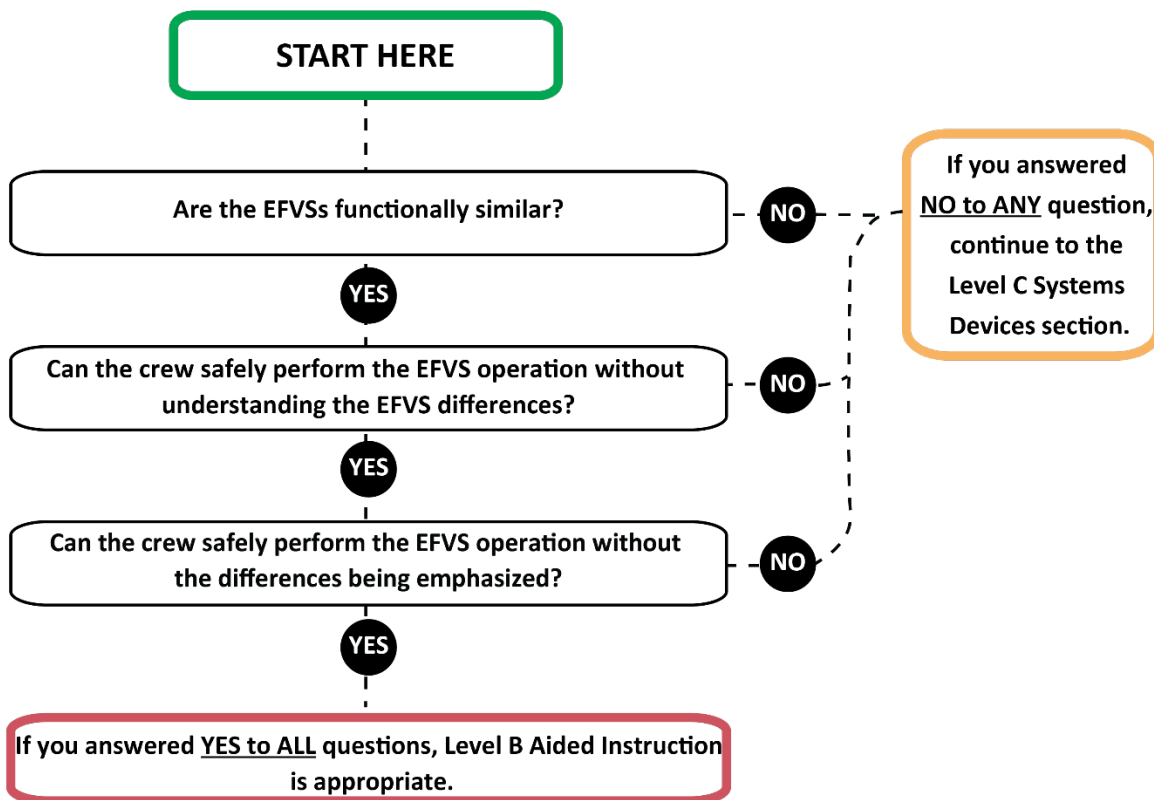 START HERE
Are the EFVSs functionally similar?
NO
If you answered
NO to ANY question,
continue to the
Level C Systems
Devices section.
YES
Can the crew safely perform the EFVS operation without
understanding the EFVS differences?
NO
YES
Can the crew safely perform the EFVS operation without
the differences being emphasized?
NO
YES
If you answered YES to ALL questions, Level B Aided Instruction
is appropriate.